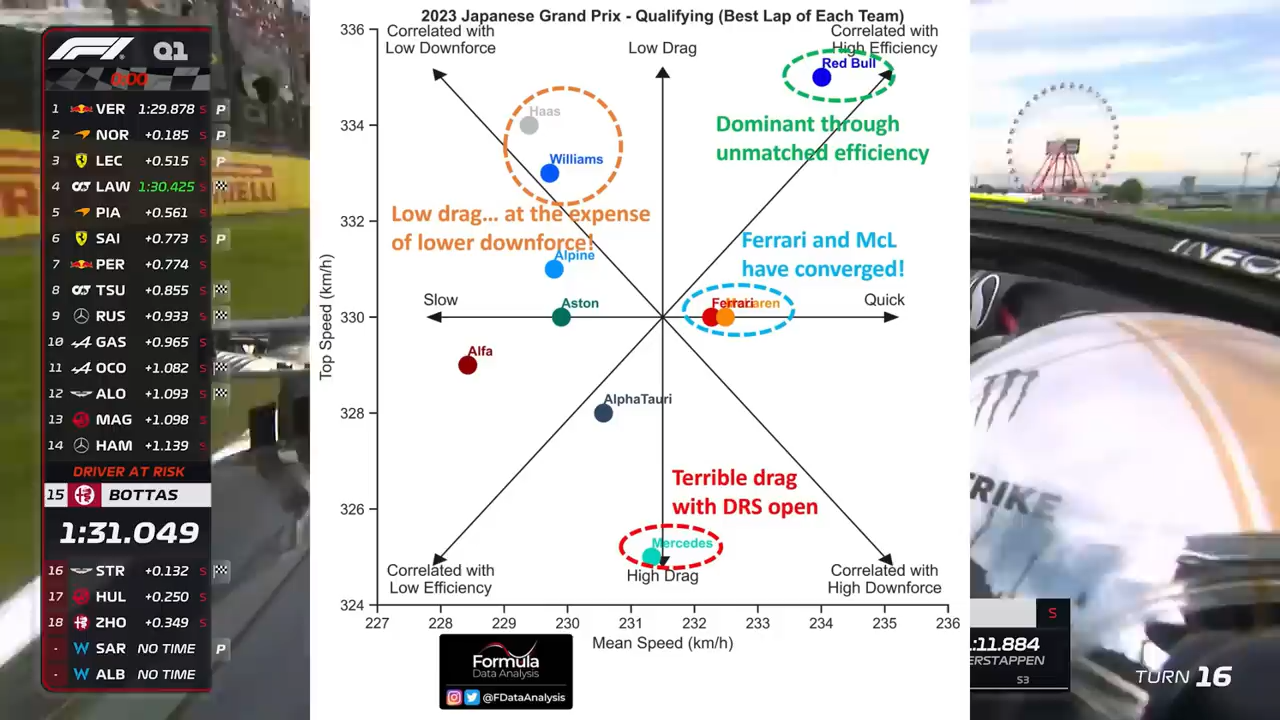 F1 Q1
0:00
1 VER 1:29.878 S P
2 NOR +0.185 S P
3 LEC +0.515 S P
4 LAW 1:30.425 S
5 PIA +0.561 S
6 SAI +0.773 S P
7 PER +0.774 S
8 TSU +0.855 S
9 RUS +0.933 S
10 GAS +0.965 S
11 OCO +1.082 S
12 ALO +1.093 S
13 MAG +1.098 S
14 HAM +1.139 S
DRIVER AT RISK
15 BOTTAS
1:31.049
16 STR +0.132 S
17 HUL +0.250 S
18 ZHO +0.349 S
- SAR NO TIME P
- ALB NO TIME
2023 Japanese Grand Prix - Qualifying (Best Lap of Each Team)
Correlated with
Low Downforce
Low Drag
Correlated with
High Efficiency
Red Bull
Dominant through
unmatched efficiency
Haas
Williams
Low drag... at the expense
of lower downforce!
Alpine
Ferrari and McL
have converged!
Slow
Aston
Ferrari
Quick
Alfa
AlphaTauri
Terrible drag
with DRS open
Mercedes
Correlated with
Low Efficiency
High Drag
Correlated with
High Downforce
Top Speed (km/h)
336
334
332
330
328
326
324
227 228 229 230 231 232 233 234 235 236
Mean Speed (km/h)
Formula
Data Analysis
@FDataAnalysis
INEO
RIKE
S
:11.884
ERSTAPPEN
S3
TURN 16